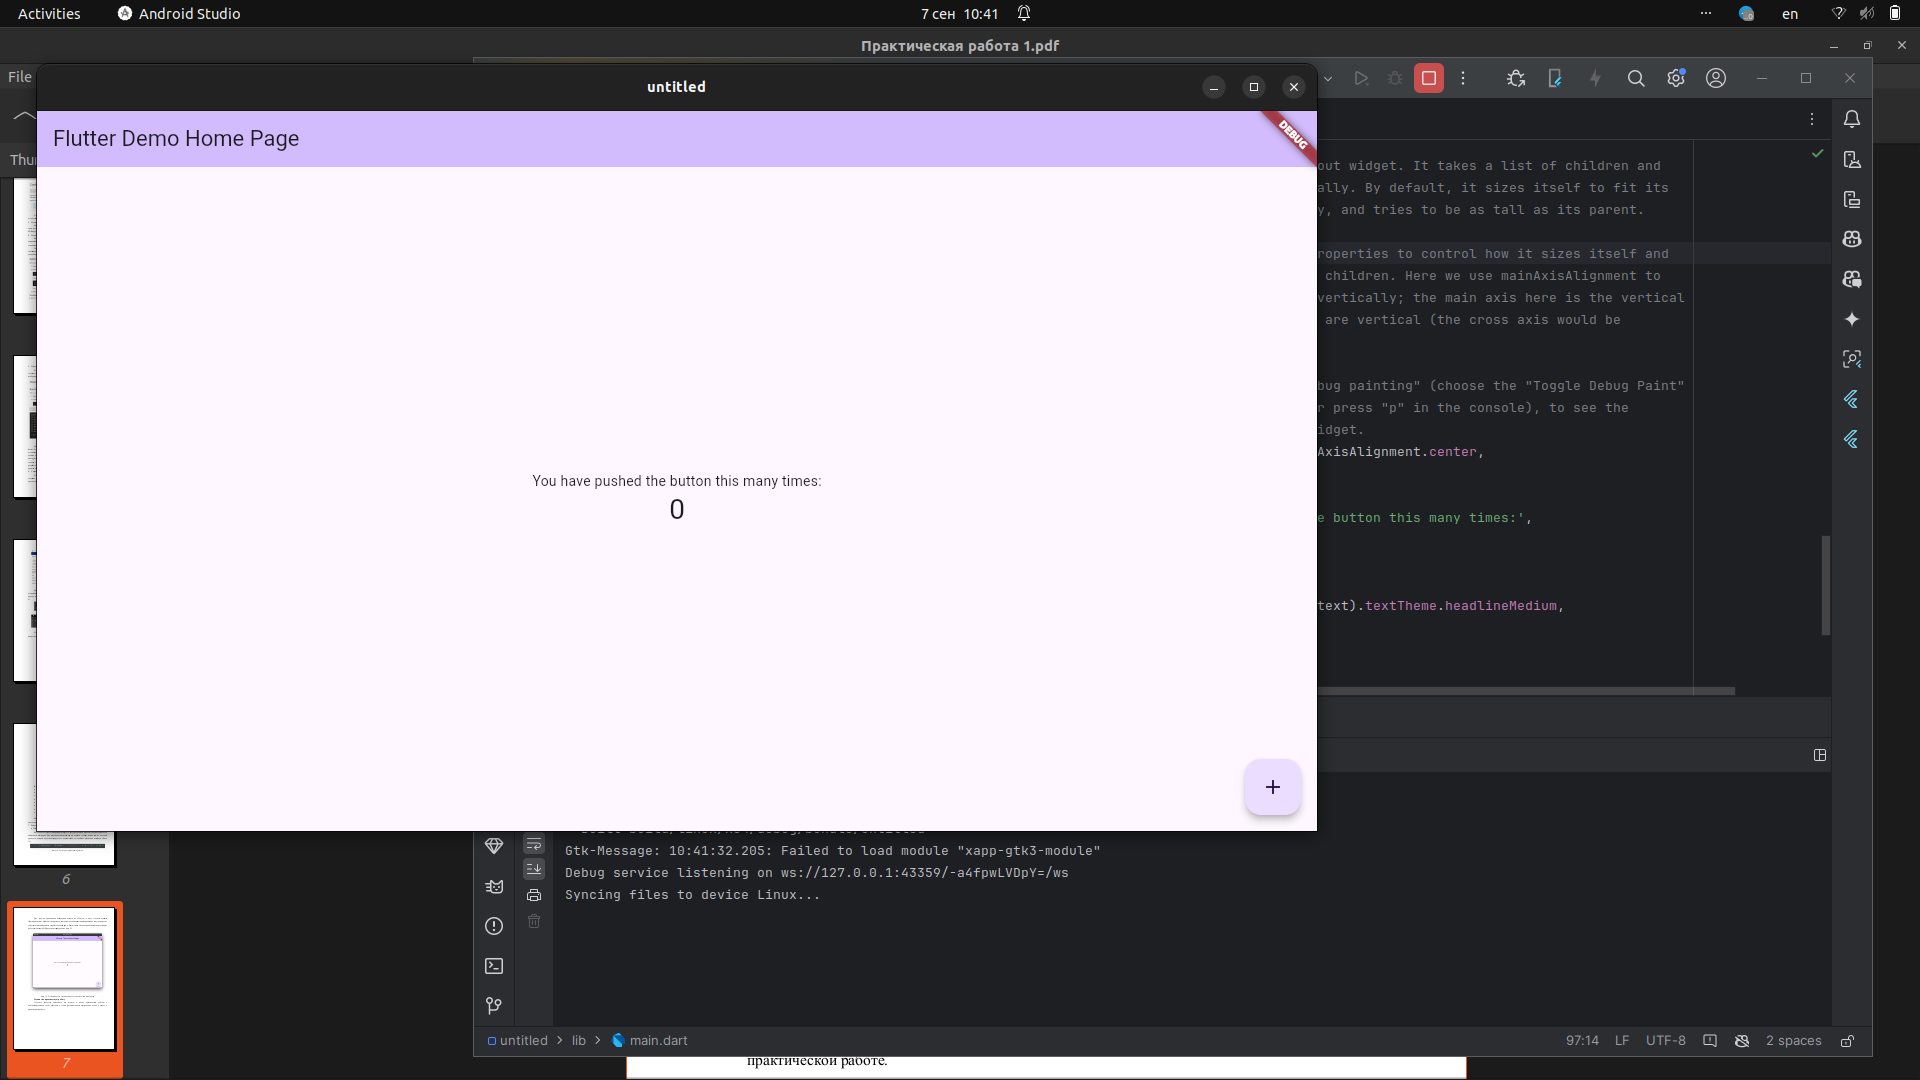 Activities
Android Studio
7 сен 10:41
en
Практическая работа 1.pdf
File
untitled
Flutter Demo Home Page
DEBUG
out widget. It takes a list of children and
ally. By default, it sizes itself to fit its
y, and tries to be as tall as its parent.
roperties to control how it sizes itself and
children. Here we use mainAxisAlignment to
vertically; the main axis here is the vertical
are vertical (the cross axis would be
bug painting" (choose the "Toggle Debug Paint"
r press "p" in the console), to see the
idget.
AxisAlignment.center,
e button this many times:',
text).textTheme.headlineMedium,
You have pushed the button this many times:
0
+
Thu
6
7
Gtk-Message: 10:41:32.205: Failed to load module "xapp-gtk3-module"
Debug service listening on ws://127.0.0.1:43359/-a4fpwLVDpY=/ws
Syncing files to device Linux...
untitled > lib > main.dart
97:14 LF UTF-8 2 spaces
практической работе.